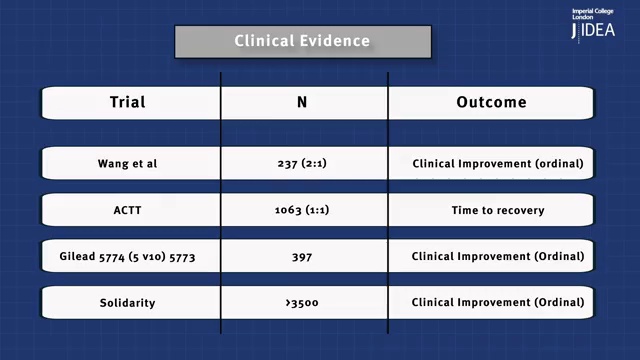 Imperial College
London
J IDEA
Clinical Evidence
Trial N Outcome
Wang et al 237 (2:1) Clinical Improvement (ordinal)
ACTT 1063 (1:1) Time to recovery
Gilead 5774 (5 v10) 5773 397 Clinical Improvement (Ordinal)
Solidarity >3500 Clinical Improvement (Ordinal)